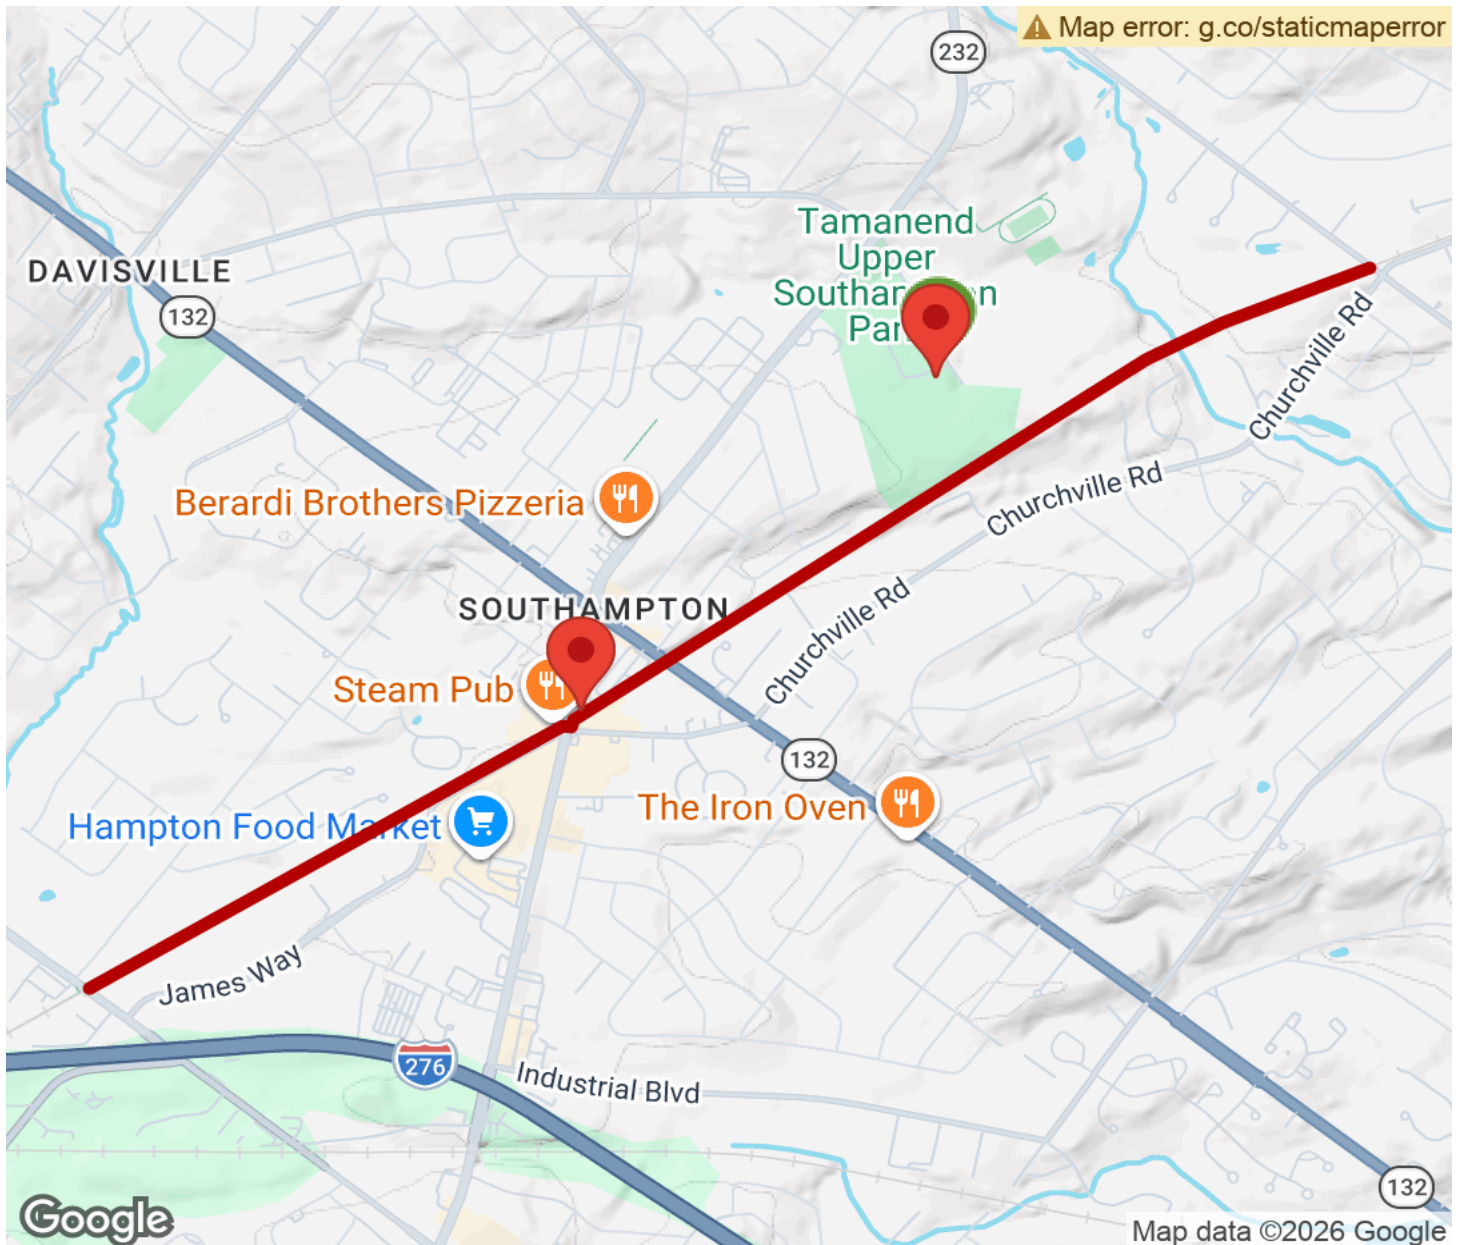 Map error: g.co/staticmaperror
232
Tamanend
Upper
DAVISVILLE
132
Churchville Rd
Berardi Brothers Pizzeria
Churchville Rd
SOUTHAMPTON
Churchville Rd
Steam Pub
132
The Iron Oven
Hampton Food Market
James Way
276
Industrial Blvd
132
Google
Map data ©2026 Google